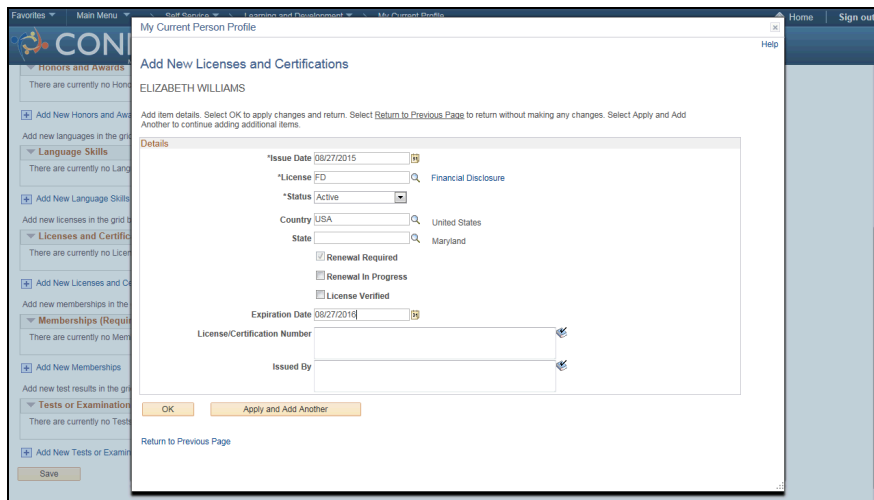 Favorites Main Menu > Self Service > Learning and Development > My Current Profile
Home Sign out
CON
My Current Person Profile
Help
Add New Licenses and Certifications
ELIZABETH WILLIAMS
Add item details. Select OK to apply changes and return. Select Return to Previous Page to return without making any changes. Select Apply and Add
Another to continue adding additional items.
Details
*Issue Date 08/27/2015
*License FD Financial Disclosure
*Status Active
Country USA United States
State Maryland
Renewal Required
Renewal In Progress
License Verified
Expiration Date 08/27/2016
License/Certification Number
Issued By
OK Apply and Add Another
Return to Previous Page
Honors and Awards
There are currently no Hono
Add New Honors and Awa
Add new languages in the grid
Language Skills
There are currently no Lang
Add New Language Skills
Add new licenses in the grid b
Licenses and Certific
There are currently no Licen
Add New Licenses and Ce
Add new memberships in the
Memberships (Requir
There are currently no Mem
Add New Memberships
Add new test results in the gri
Tests or Examination
There are currently no Tests
Add New Tests or Examin
Save